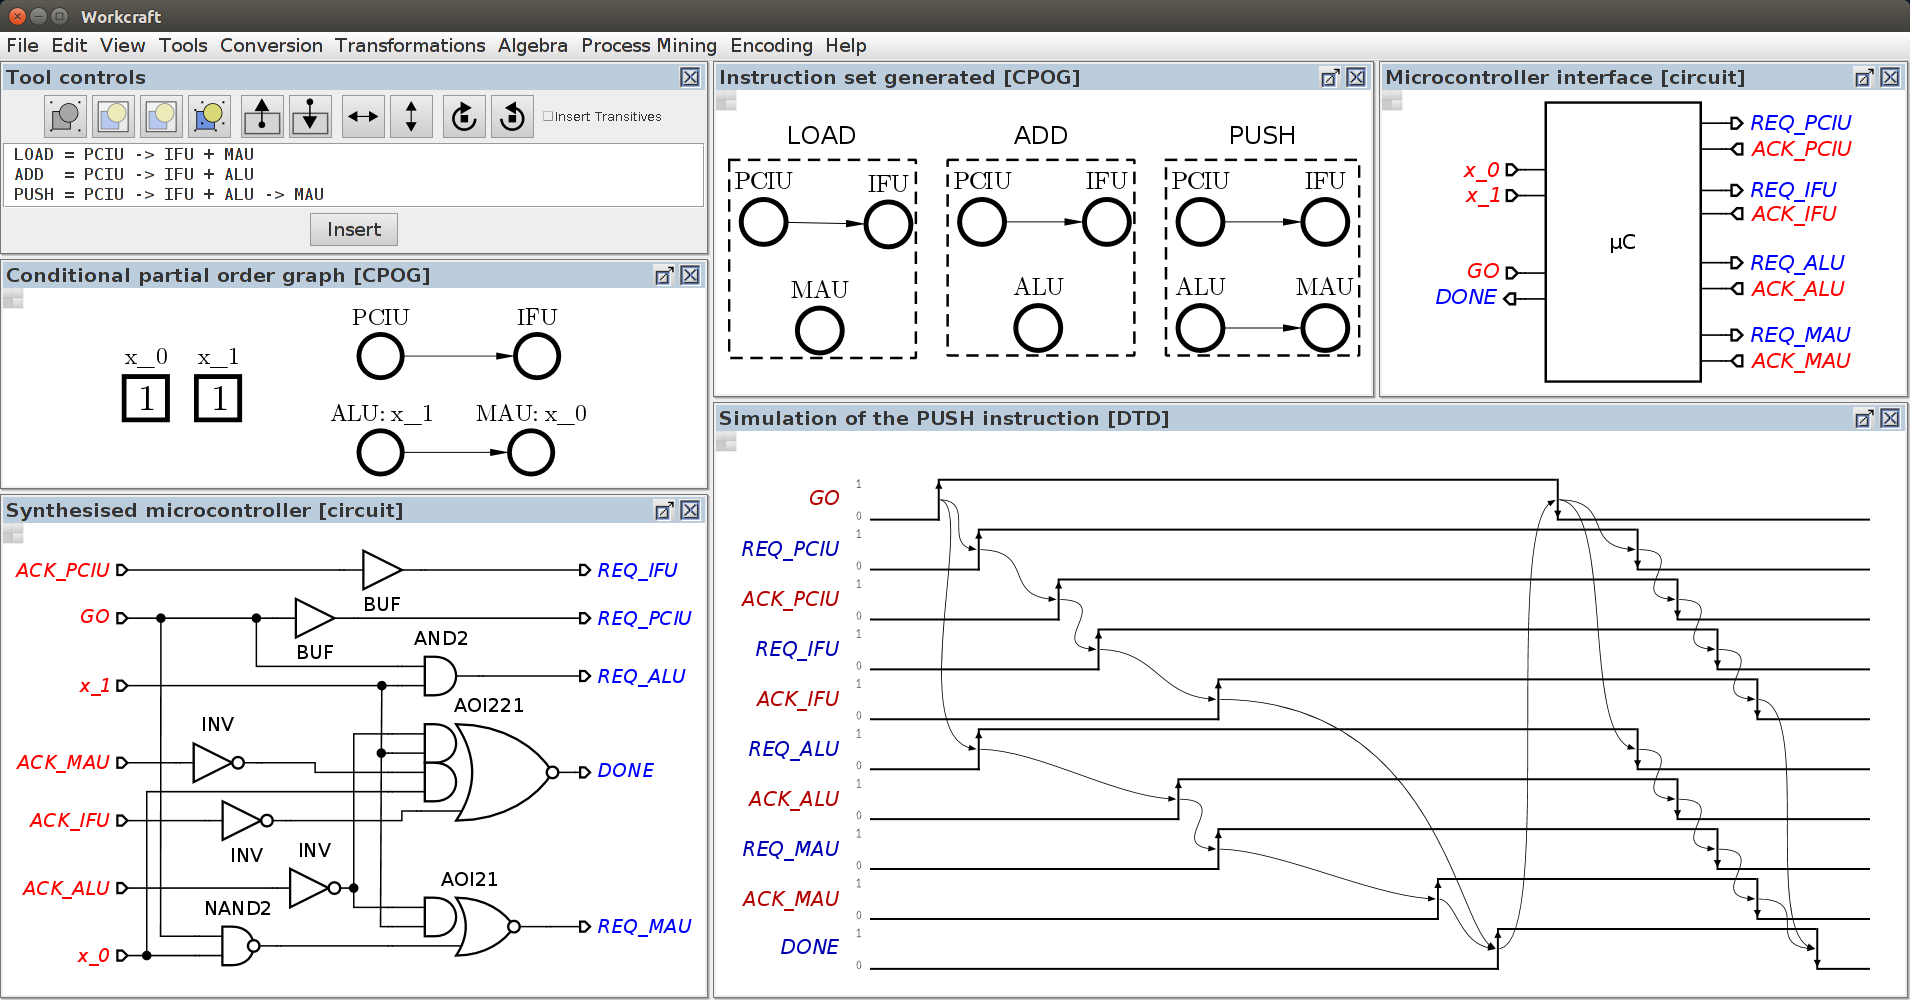 Workcraft
File Edit View Tools Conversion Transformations Algebra Process Mining Encoding Help
Tool controls
Insert Transitives
LOAD = PCIU -> IFU + MAU
ADD  = PCIU -> IFU + ALU
PUSH = PCIU -> IFU + ALU -> MAU
Insert
Conditional partial order graph [CPOG]
x_0 x_1
1 1
PCIU IFU
ALU: x_1 MAU: x_0
Synthesised microcontroller [circuit]
ACK_PCIU
BUF
REQ_IFU
GO
BUF
REQ_PCIU
AND2
x_1
REQ_ALU
AOI221
INV
ACK_MAU
DONE
ACK_IFU
INV
INV
ACK_ALU
AOI21
NAND2
REQ_MAU
x_0
Instruction set generated [CPOG]
LOAD
PCIU IFU
MAU
ADD
PCIU IFU
ALU
PUSH
PCIU IFU
ALU MAU
Microcontroller interface [circuit]
x_0
x_1
GO
DONE
µC
REQ_PCIU
ACK_PCIU
REQ_IFU
ACK_IFU
REQ_ALU
ACK_ALU
REQ_MAU
ACK_MAU
Simulation of the PUSH instruction [DTD]
GO
1
0
REQ_PCIU
1
0
ACK_PCIU
1
0
REQ_IFU
1
0
ACK_IFU
1
0
REQ_ALU
1
0
ACK_ALU
1
0
REQ_MAU
1
0
ACK_MAU
1
0
DONE
1
0